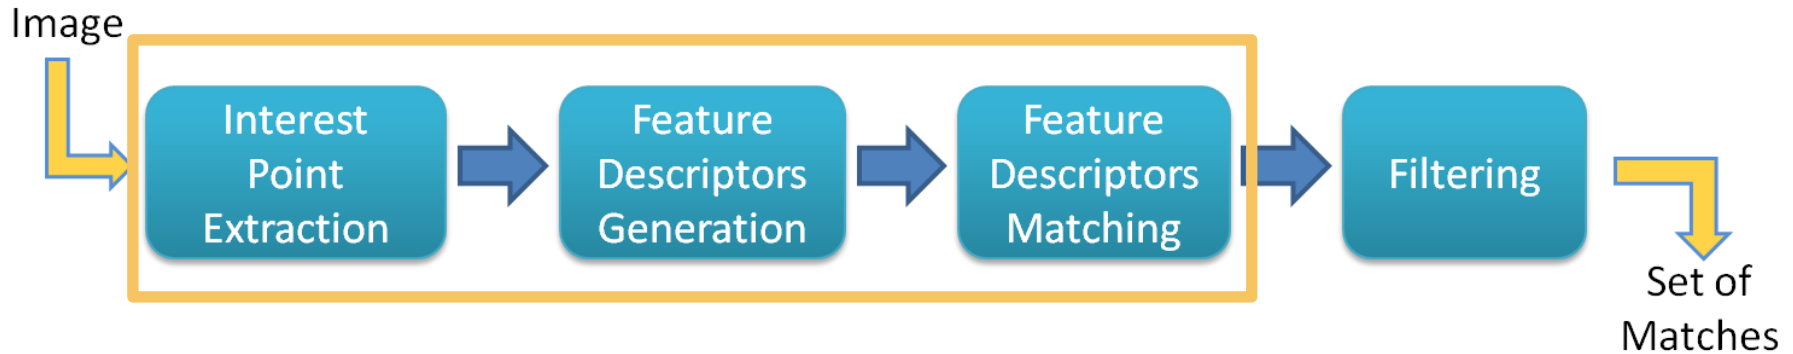 Image
Interest
Point
Extraction
Feature
Descriptors
Generation
Feature
Descriptors
Matching
Filtering
Set of
Matches